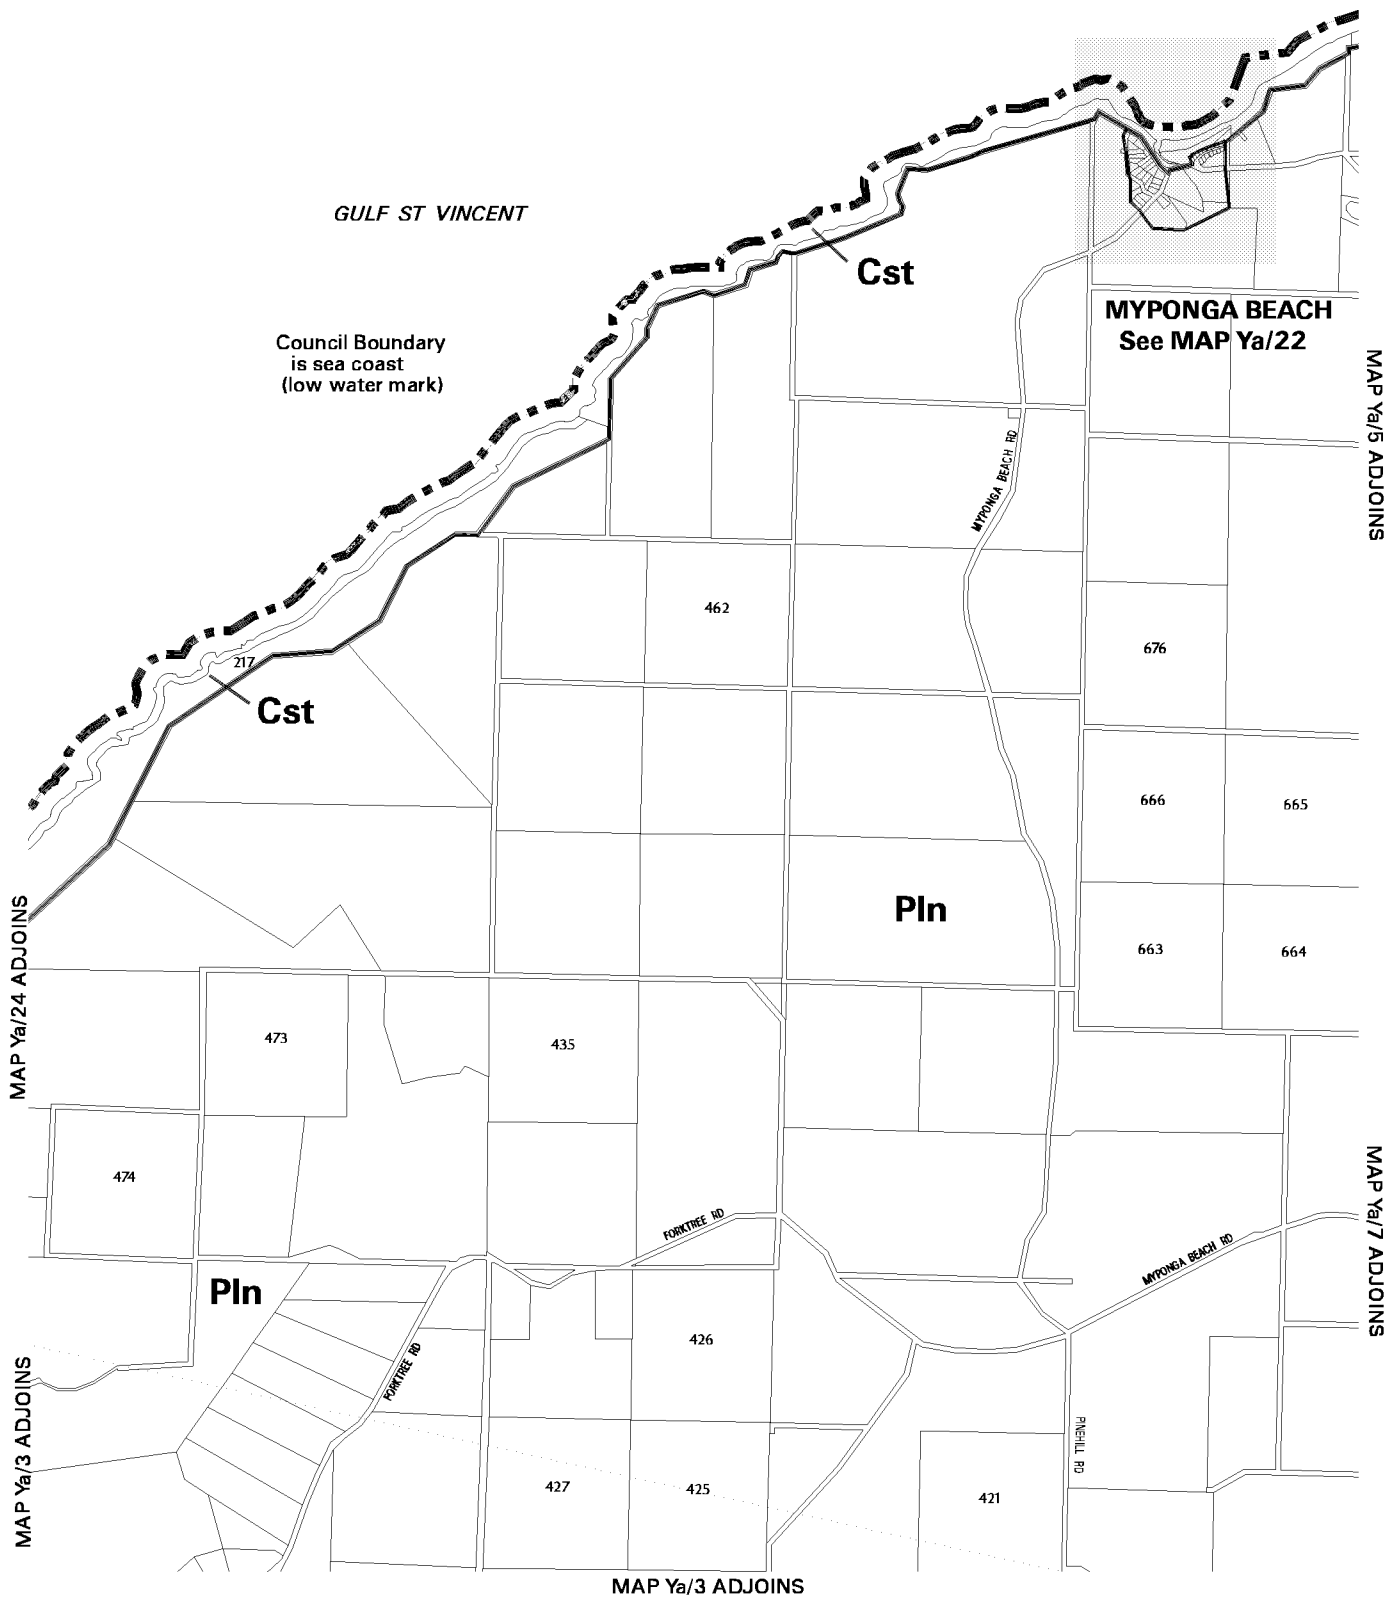 GULF ST VINCENT
Cst
MYPONGA BEACH
See MAP Ya/22
Council Boundary
is sea coast
(low water mark)
MAP Ya/5 ADJOINS
MYPONGA BEACH RD
462
676
217
Cst
666
665
Pln
663
664
MAP Ya/24 ADJOINS
473
435
474
MAP Ya/7 ADJOINS
FORKTREE RD
MYPONGA BEACH RD
Pln
426
FORKTREE RD
MAP Ya/3 ADJOINS
PINEHILL RD
427
425
421
MAP Ya/3 ADJOINS